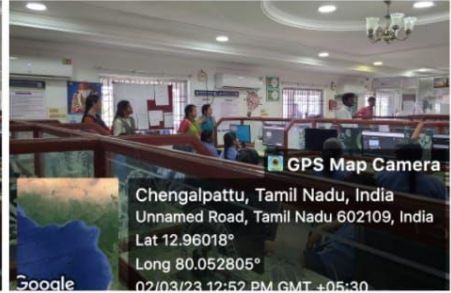 GPS Map Camera
Chengalpattu, Tamil Nadu, India
Unnamed Road, Tamil Nadu 602109, India
Lat 12.96018°
Long 80.052805°
02/03/23 12:52 PM GMT +05:30
Google